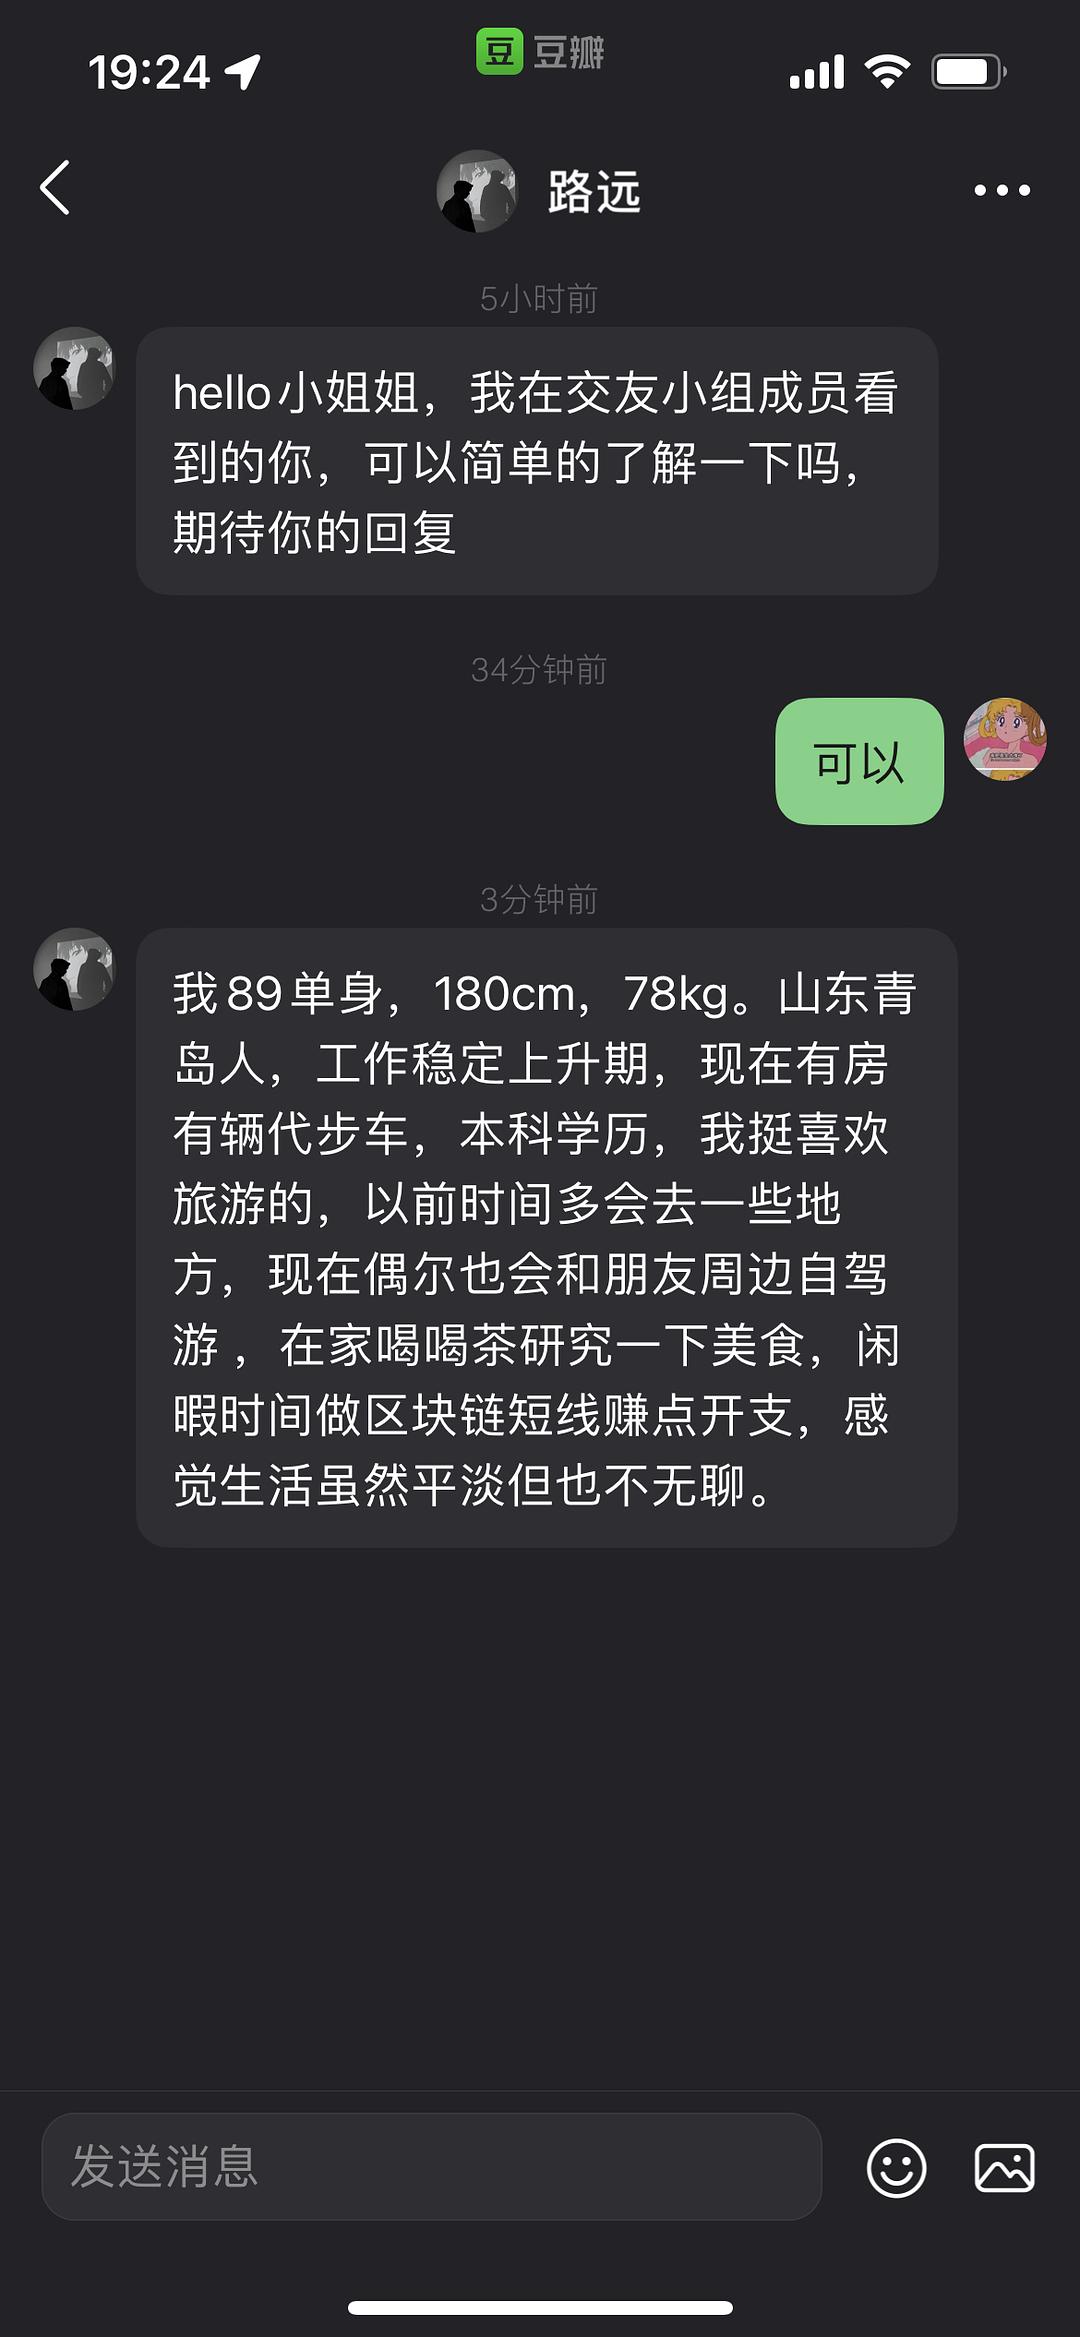 19:24
豆 豆瓣
路远
5小时前
hello小姐姐，我在交友小组成员看
到的你，可以简单的了解一下吗，
期待你的回复
34分钟前
可以
3分钟前
我89单身，180cm，78kg。山东青
岛人，工作稳定上升期，现在有房
有辆代步车，本科学历，我挺喜欢
旅游的，以前时间多会去一些地
方，现在偶尔也会和朋友周边自驾
游 ，在家喝喝茶研究一下美食，闲
暇时间做区块链短线赚点开支，感
觉生活虽然平淡但也不无聊。
发送消息